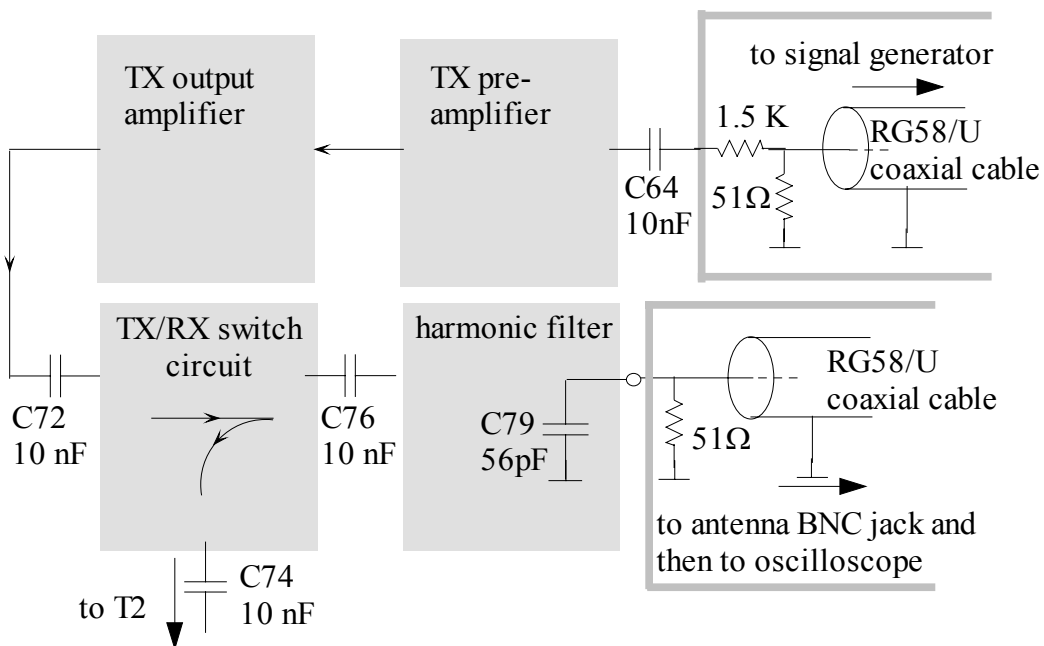 TX output
amplifier
TX pre-
amplifier
to signal generator
1.5 K
RG58/U
coaxial cable
51Ω
C64
10nF
TX/RX switch
circuit
harmonic filter
C72
10 nF
C76
10 nF
C79
56pF
RG58/U
coaxial cable
51Ω
to antenna BNC jack and
then to oscilloscope
C74
10 nF
to T2